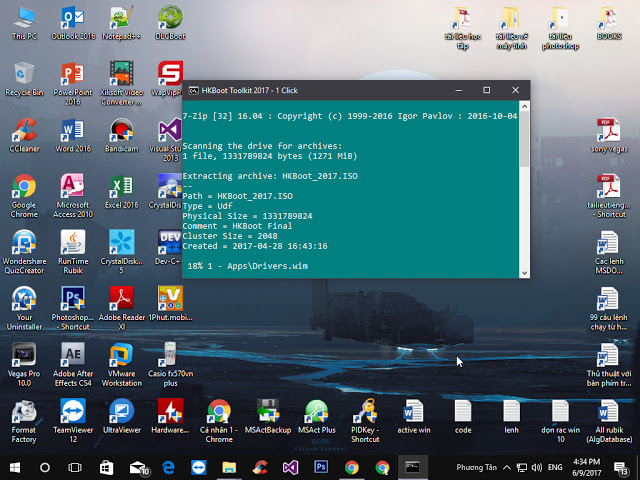 This PC
Outlook 2016
Notepad++
DLCBoot
tài liệu học tập
tài liệu về máy tính
tài liệu photoshop
BOOKS
Recycle Bin
PowerPoint 2016
Xilisoft Video Converter...
WapVipPro
HKBoot Toolkit 2017 - 1 Click
7-Zip [32] 16.04 : Copyright (c) 1999-2016 Igor Pavlov : 2016-10-04
Scanning the drive for archives:
1 file, 1331789824 bytes (1271 MiB)
Extracting archive: HKBoot_2017.ISO
--
Path = HKBoot_2017.ISO
Type = Udf
Physical Size = 1331789824
Comment = HKBoot Final
Cluster Size = 2048
Created = 2017-04-28 16:43:16
18% 1 - Apps\Drivers.wim
CCleaner
Word 2016
Bandicam
Visual Stud
2013
sony vegas
Google Chrome
Microsoft Access 2010
Excel 2016
CrystalDis
tailieutieng... - Shortcut
Wondershare QuizCreator
RunTime Rubik
CrystalDisk... 5
Dev-C++
Cac lenh MSDO...
Your Uninstaller
Photoshop... - Shortcut
Adobe Reader XI
1Phut.mobi...
99 câu lệnh chạy từ h...
Vegas Pro 10.0
Adobe After Effects CS4
VMware Workstation
Casio fx570vn plus
Thủ thuật với bàn phím tr...
Format Factory
TeamViewer 12
UltraViewer
Hardware...
Cá nhân 1 - Chrome
MSActBackup
MSAct Plus
PIDKey - Shortcut
active win
code
lenh
dọn rac win 10
All rubik (AlgDatabase)
10
Phương Tân
ENG
4:34 PM
6/9/2017
13